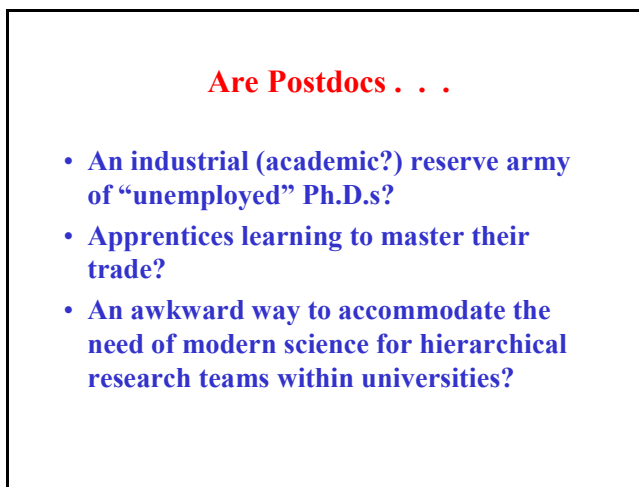 Are Postdocs . . .
• An industrial (academic?) reserve army
of “unemployed” Ph.D.s?
• Apprentices learning to master their
trade?
• An awkward way to accommodate the
need of modern science for hierarchical
research teams within universities?